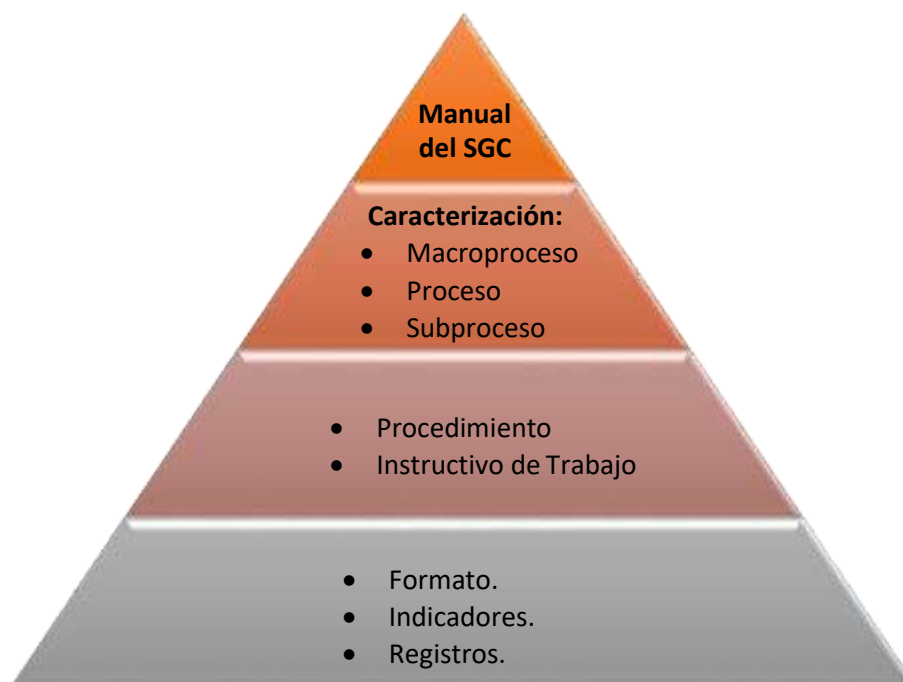 Manual
del SGC
Caracterización:
• Macroproceso
• Proceso
• Subproceso
• Procedimiento
• Instructivo de Trabajo
• Formato.
• Indicadores.
• Registros.